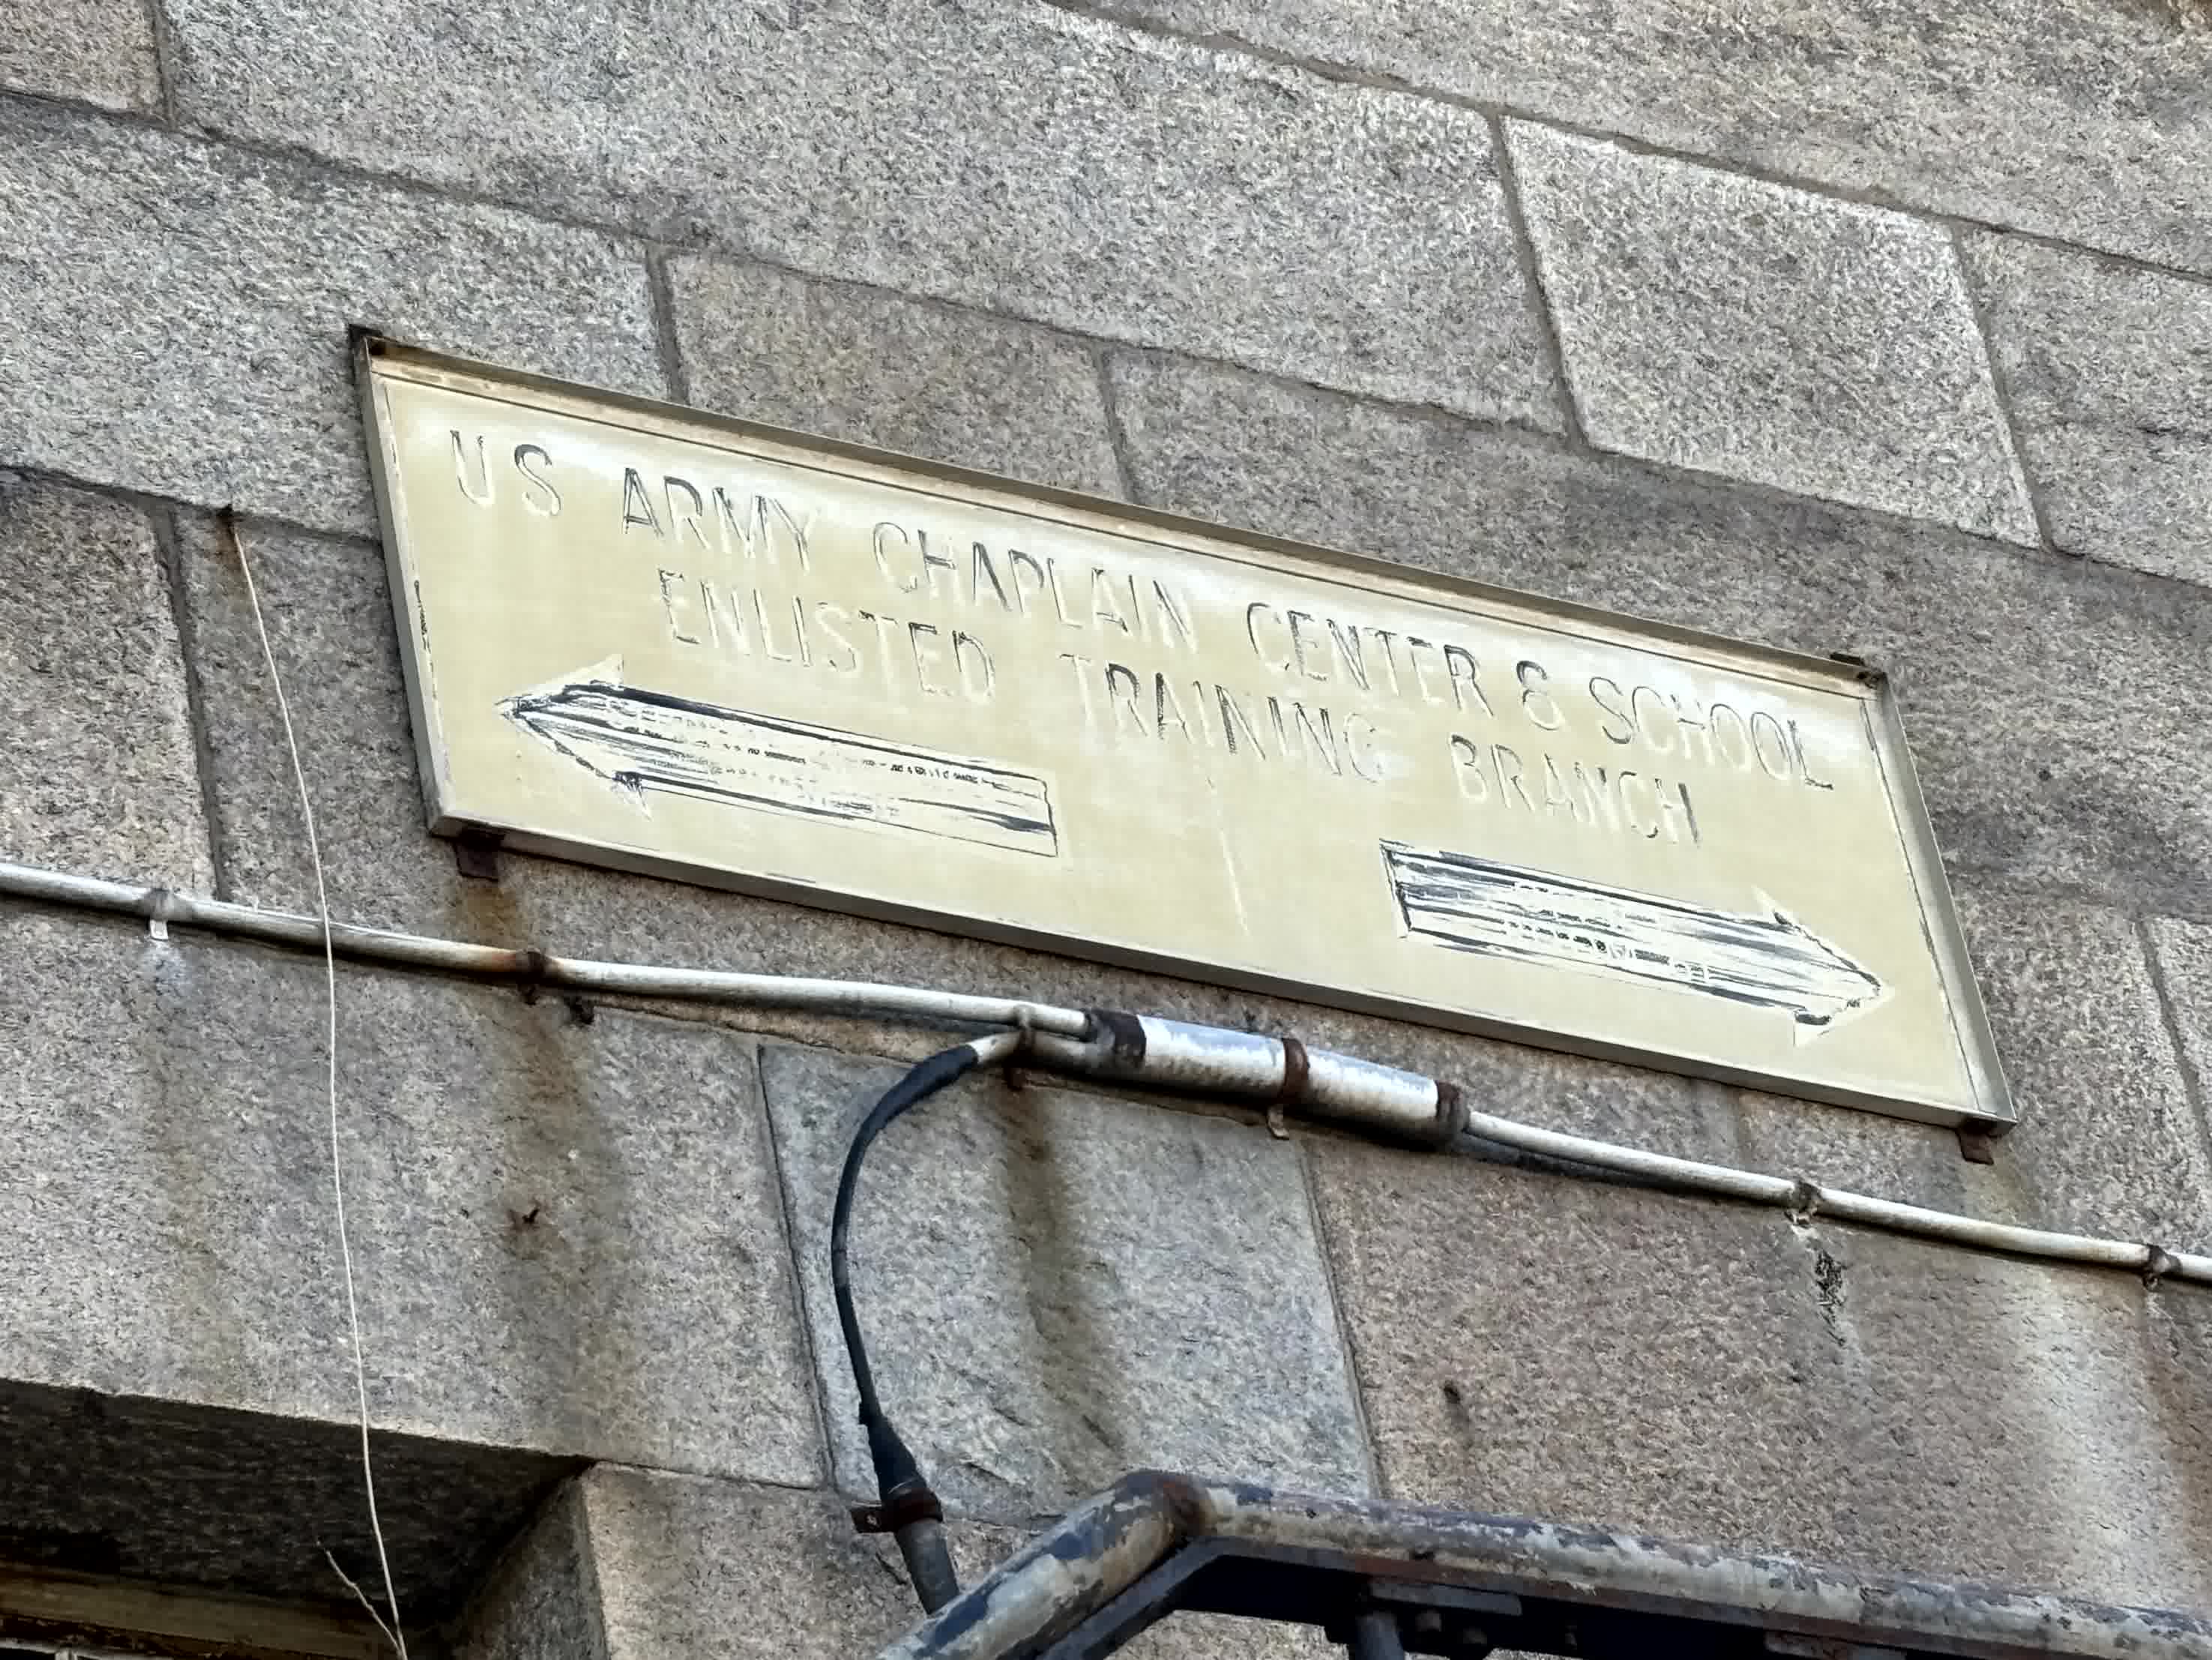 US ARMY CHAPLAIN CENTER & SCHOOL
ENLISTED TRAINING BRANCH